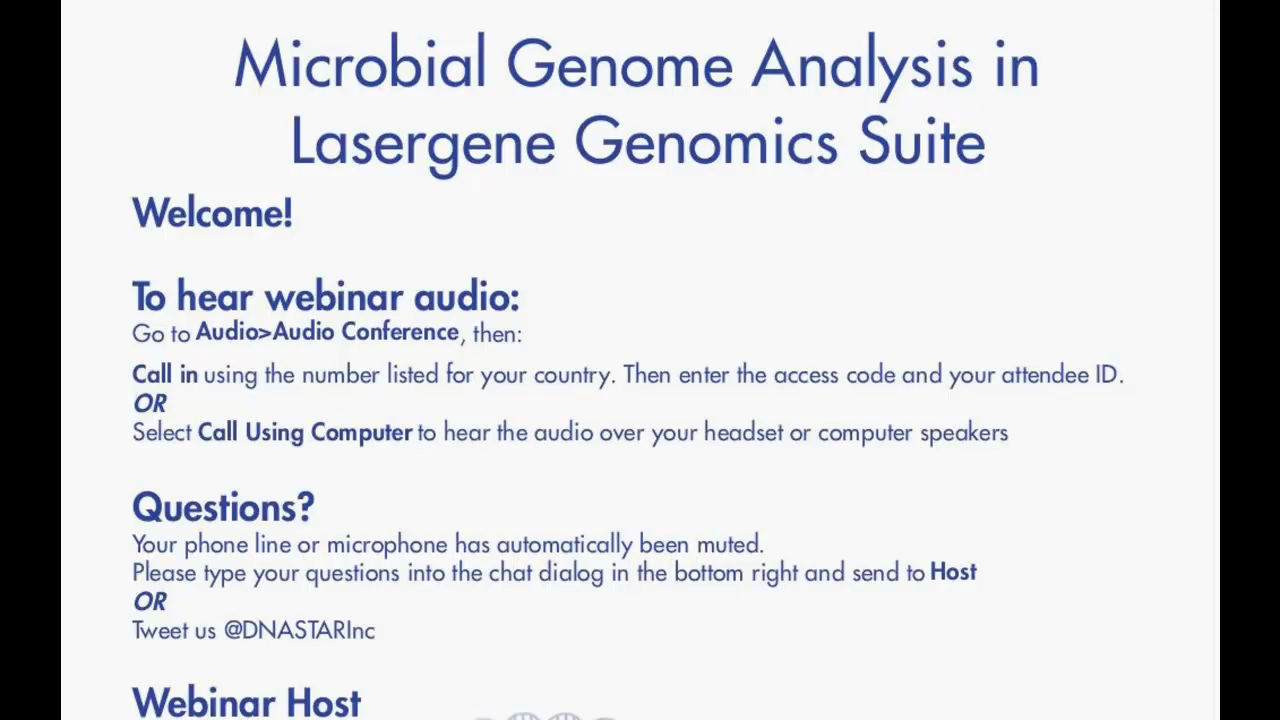 Microbial Genome Analysis in
Lasergene Genomics Suite
Welcome!
To hear webinar audio:
Go to Audio>Audio Conference, then:
Call in using the number listed for your country. Then enter the access code and your attendee ID.
OR
Select Call Using Computer to hear the audio over your headset or computer speakers
Questions?
Your phone line or microphone has automatically been muted.
Please type your questions into the chat dialog in the bottom right and send to Host
OR
Tweet us @DNASTARInc
Webinar Host